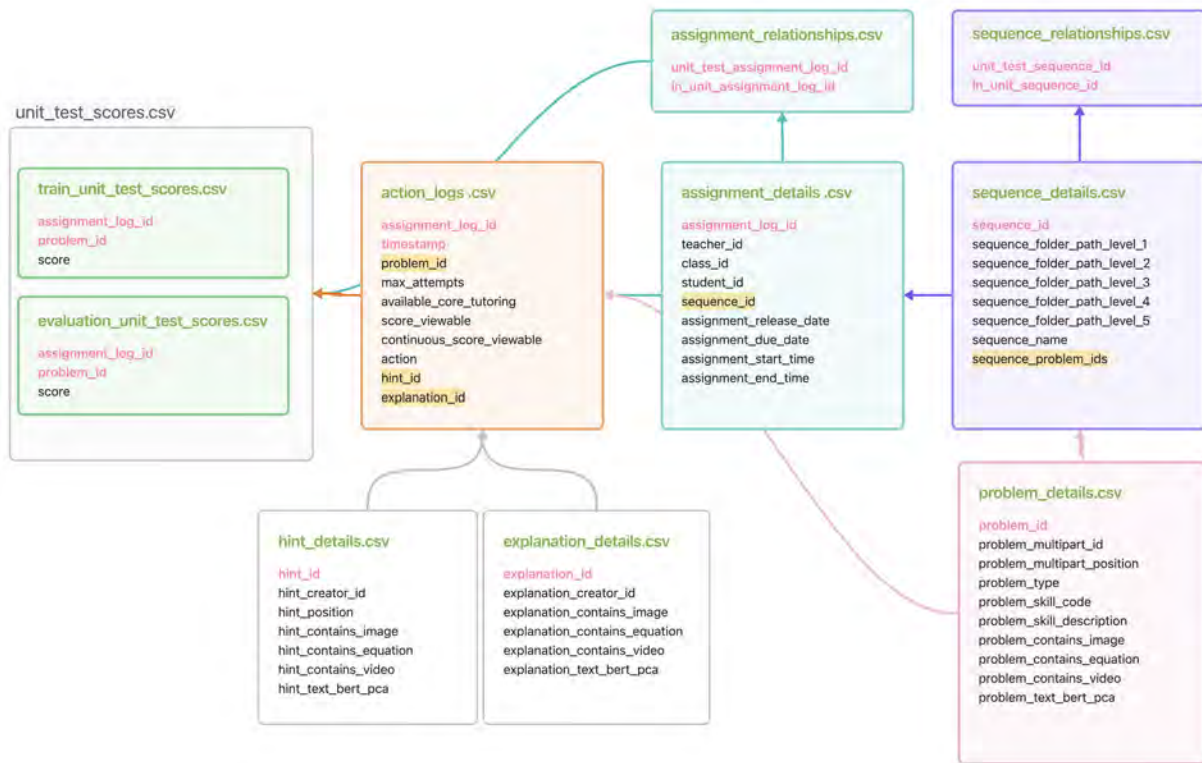 assignment_relationships.csv
unit_test_assignment_log_id
in_unit_assignment_log_id
sequence_relationships.csv
unit_test_sequence_id
in_unit_sequence_id
unit_test_scores.csv
train_unit_test_scores.csv
assignment_log_id
problem_id
score
evaluation_unit_test_scores.csv
assignment_log_id
problem_id
score
action_logs .csv
assignment_log_id
timestamp
problem_id
max_attempts
available_core_tutoring
score_viewable
continuous_score_viewable
action
hint_id
explanation_id
assignment_details .csv
assignment_log_id
teacher_id
class_id
student_id
sequence_id
assignment_release_date
assignment_due_date
assignment_start_time
assignment_end_time
sequence_details.csv
sequence_id
sequence_folder_path_level_1
sequence_folder_path_level_2
sequence_folder_path_level_3
sequence_folder_path_level_4
sequence_folder_path_level_5
sequence_name
sequence_problem_ids
hint_details.csv
hint_id
hint_creator_id
hint_position
hint_contains_image
hint_contains_equation
hint_contains_video
hint_text_bert_pca
explanation_details.csv
explanation_id
explanation_creator_id
explanation_contains_image
explanation_contains_equation
explanation_contains_video
explanation_text_bert_pca
problem_details.csv
problem_id
problem_multipart_id
problem_multipart_position
problem_type
problem_skill_code
problem_skill_description
problem_contains_image
problem_contains_equation
problem_contains_video
problem_text_bert_pca